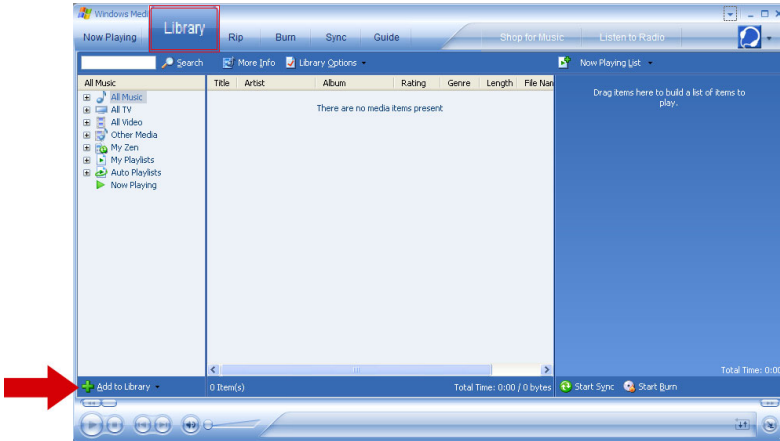 Windows Medi
Now Playing Library Rip Burn Sync Guide Shop for Music Listen to Radio
Search More Info Library Options Now Playing List
All Music Title Artist Album Rating Genre Length File Nan
All Music
All TV
All Video
Other Media
My Zen
My Playlists
Auto Playlists
Now Playing
There are no media items present
Drag items here to build a list of items to
play.
Total Time: 0:00
Add to Library 0 Item(s) Total Time: 0:00 / 0 bytes Start Sync Start Burn